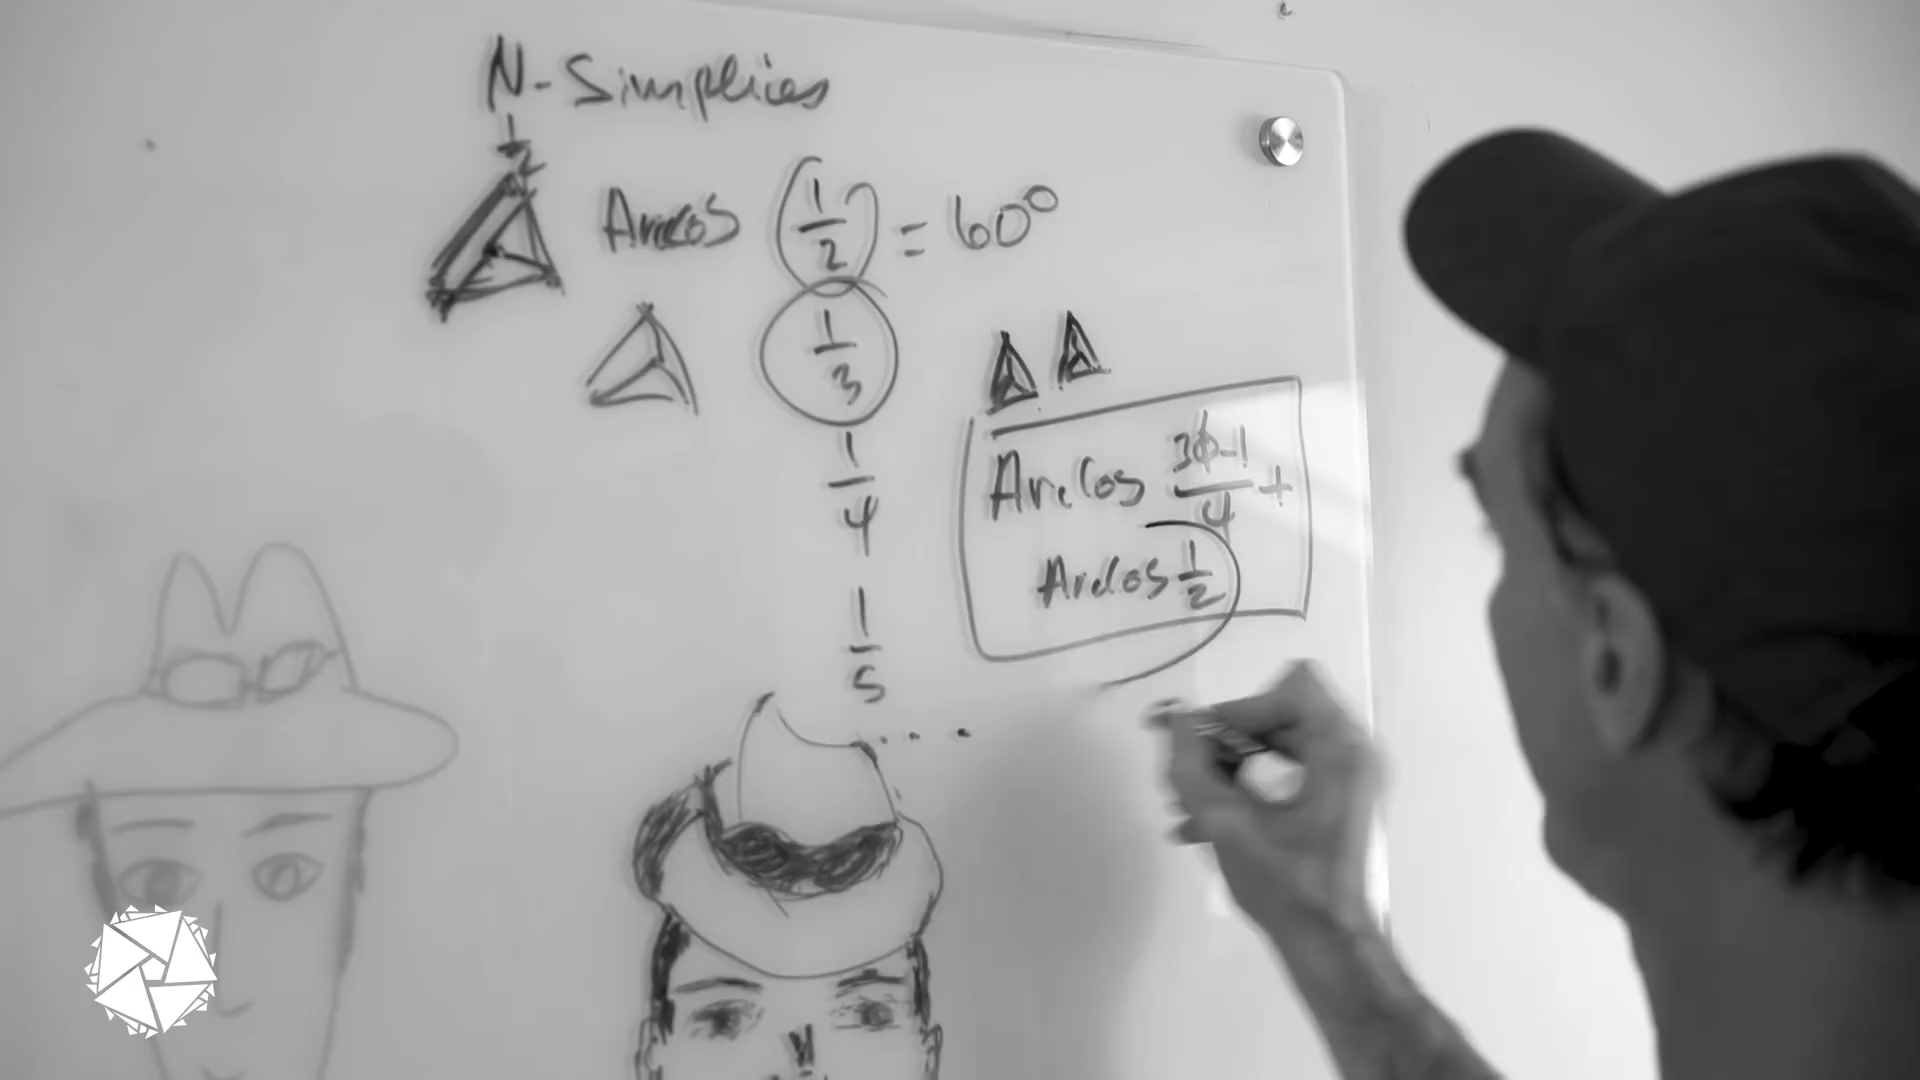 N-Simplices
1/2
Arccos 1/2 = 60°
1/3
1/4
1/5
....
ArcCos 3ϕ-1/4 +
ArcCos 1/2